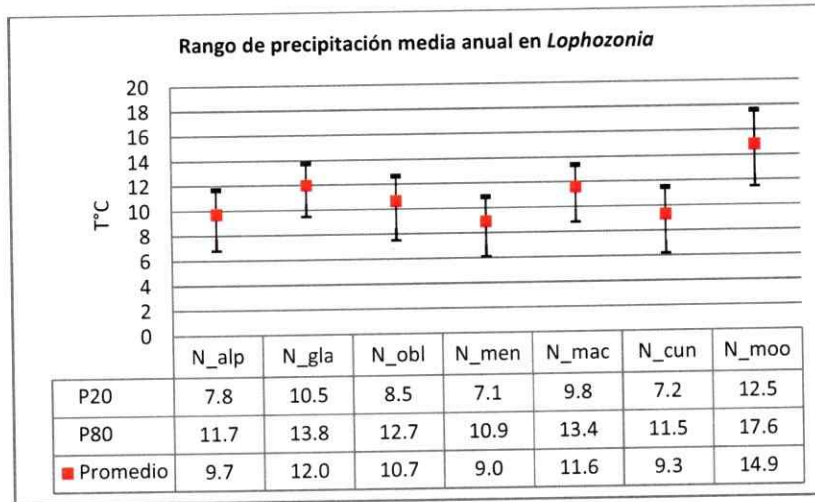 Rango de precipitación media anual en Lophozonia
T°C
20
18
16
14
12
10
8
6
4
2
0
N_alp N_gla N_obl N_men N_mac N_cun N_moo
P20 7.8 10.5 8.5 7.1 9.8 7.2 12.5
P80 11.7 13.8 12.7 10.9 13.4 11.5 17.6
Promedio 9.7 12.0 10.7 9.0 11.6 9.3 14.9